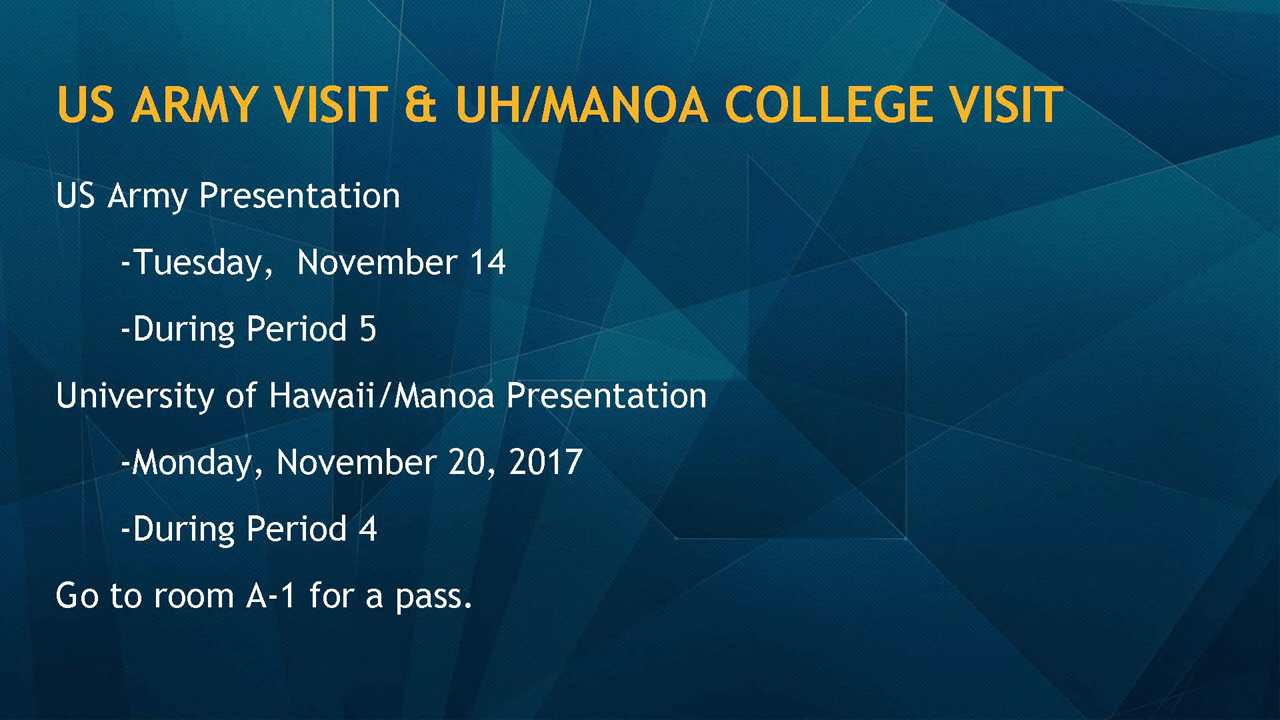 US ARMY VISIT & UH/MANOA COLLEGE VISIT
US Army Presentation
-Tuesday,  November 14
-During Period 5
University of Hawaii/Manoa Presentation
-Monday, November 20, 2017
-During Period 4
Go to room A-1 for a pass.